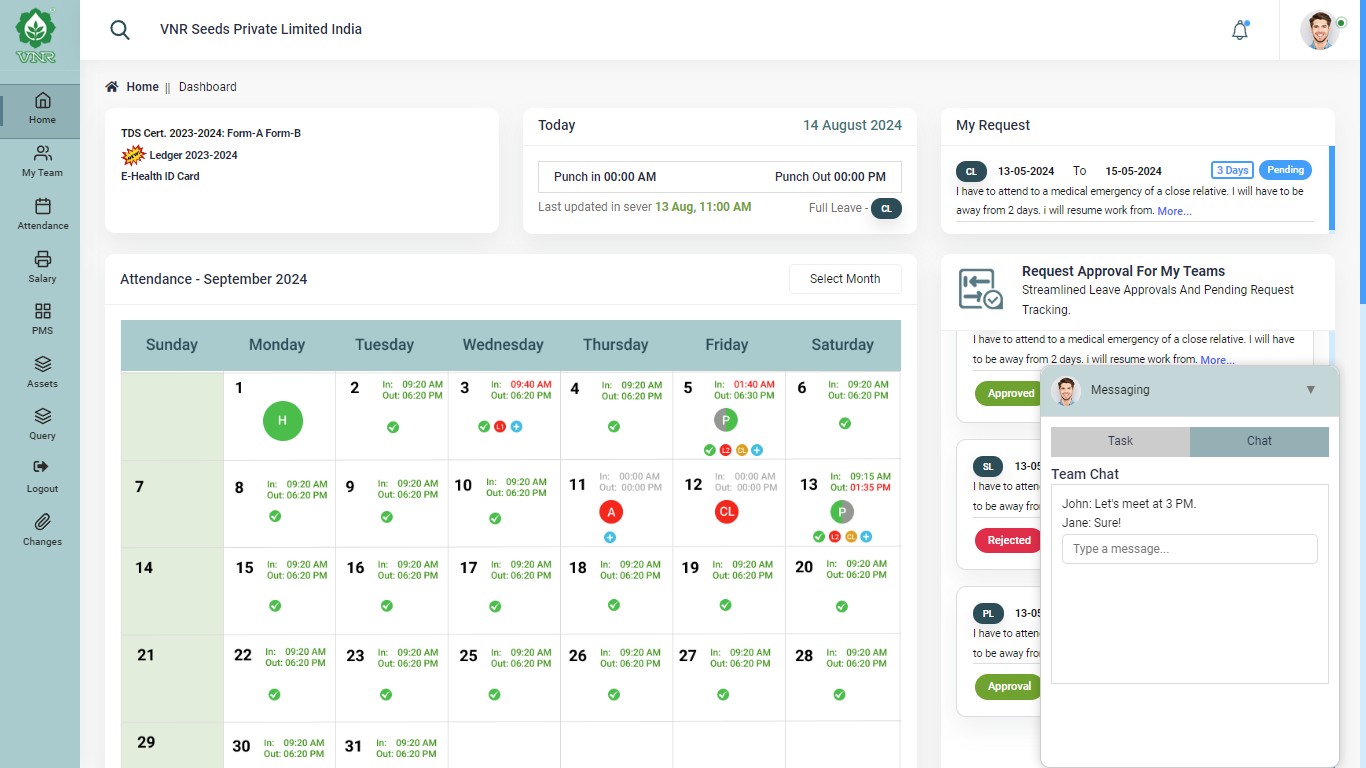 VNR
VNR Seeds Private Limited India
Home
My Team
Attendance
Salary
PMS
Assets
Query
Logout
Changes
Home || Dashboard
TDS Cert. 2023-2024: Form-A Form-B
NEW Ledger 2023-2024
E-Health ID Card
Today 14 August 2024
Punch in 00:00 AM Punch Out 00:00 PM
Last updated in sever 13 Aug, 11:00 AM Full Leave - CL
My Request
CL 13-05-2024 To 15-05-2024 3 Days Pending
I have to attend to a medical emergency of a close relative. I will have to be
away from 2 days. i will resume work from. More...
Attendance - September 2024 Select Month
Sunday Monday Tuesday Wednesday Thursday Friday Saturday
1 H
2 In: 09:20 AM
Out: 06:20 PM
3 In: 09:40 AM
Out: 06:20 PM
L1
4 In: 09:20 AM
Out: 06:20 PM
5 In: 01:40 AM
Out: 06:30 PM
P
L2 CL
6 In: 09:20 AM
Out: 06:20 PM
7
8 In: 09:20 AM
Out: 06:20 PM
9 In: 09:20 AM
Out: 06:20 PM
10 In: 09:20 AM
Out: 06:20 PM
11 In: 00:00 AM
Out: 00:00 PM
A
12 In: 00:00 AM
Out: 00:00 PM
CL
13 In: 09:15 AM
Out: 01:35 PM
P
L2 CL
14
15 In: 09:20 AM
Out: 06:20 PM
16 In: 09:20 AM
Out: 06:20 PM
17 In: 09:20 AM
Out: 06:20 PM
18 In: 09:20 AM
Out: 06:20 PM
19 In: 09:20 AM
Out: 06:20 PM
20 In: 09:20 AM
Out: 06:20 PM
21
22 In: 09:20 AM
Out: 06:20 PM
23 In: 09:20 AM
Out: 06:20 PM
25 In: 09:20 AM
Out: 06:20 PM
26 In: 09:20 AM
Out: 06:20 PM
27 In: 09:20 AM
Out: 06:20 PM
28 In: 09:20 AM
Out: 06:20 PM
29
30 In: 09:20 AM
Out: 06:20 PM
31 In: 09:20 AM
Out: 06:20 PM
Request Approval For My Teams
Streamlined Leave Approvals And Pending Request
Tracking.
I have to attend to a medical emergency of a close relative. I will have
to be away from 2 days. i will resume work from. More...
Approved
SL 13-05
I have to atten
to be away fro
Rejected
PL 13-05
I have to atten
to be away fro
Approval
Messaging ▼
Task Chat
Team Chat
John: Let's meet at 3 PM.
Jane: Sure!
Type a message...